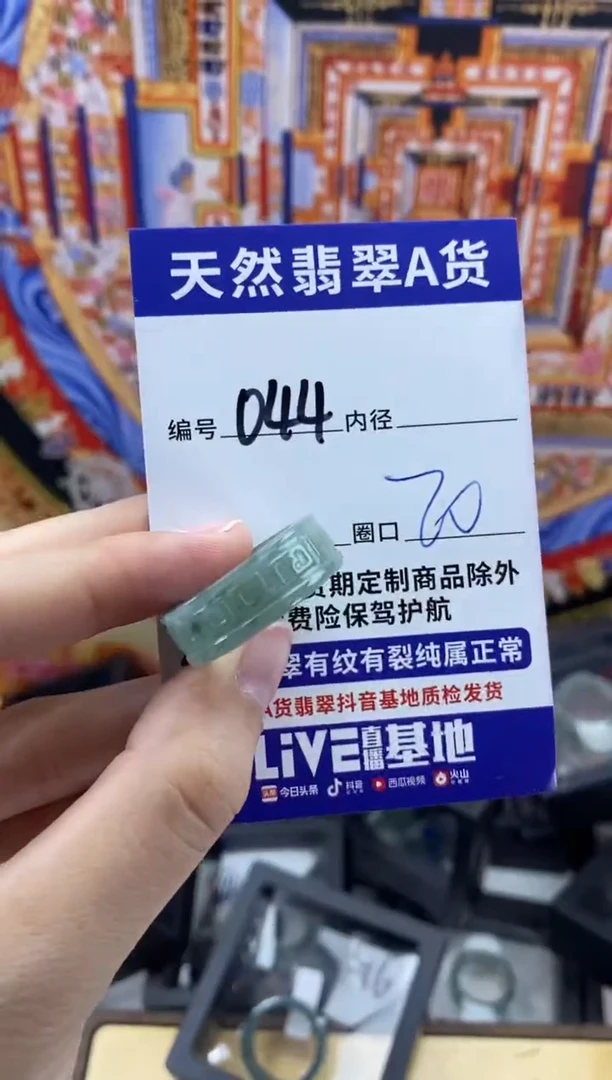 天然翡翠A货
编号 044 内径
圈口 20
货期定制商品除外
费险保驾护航
翠有纹有裂纯属正常
A货翡翠抖音基地质检发货
LiVE直播基地
头条 今日头条 抖音 西瓜视频 火山